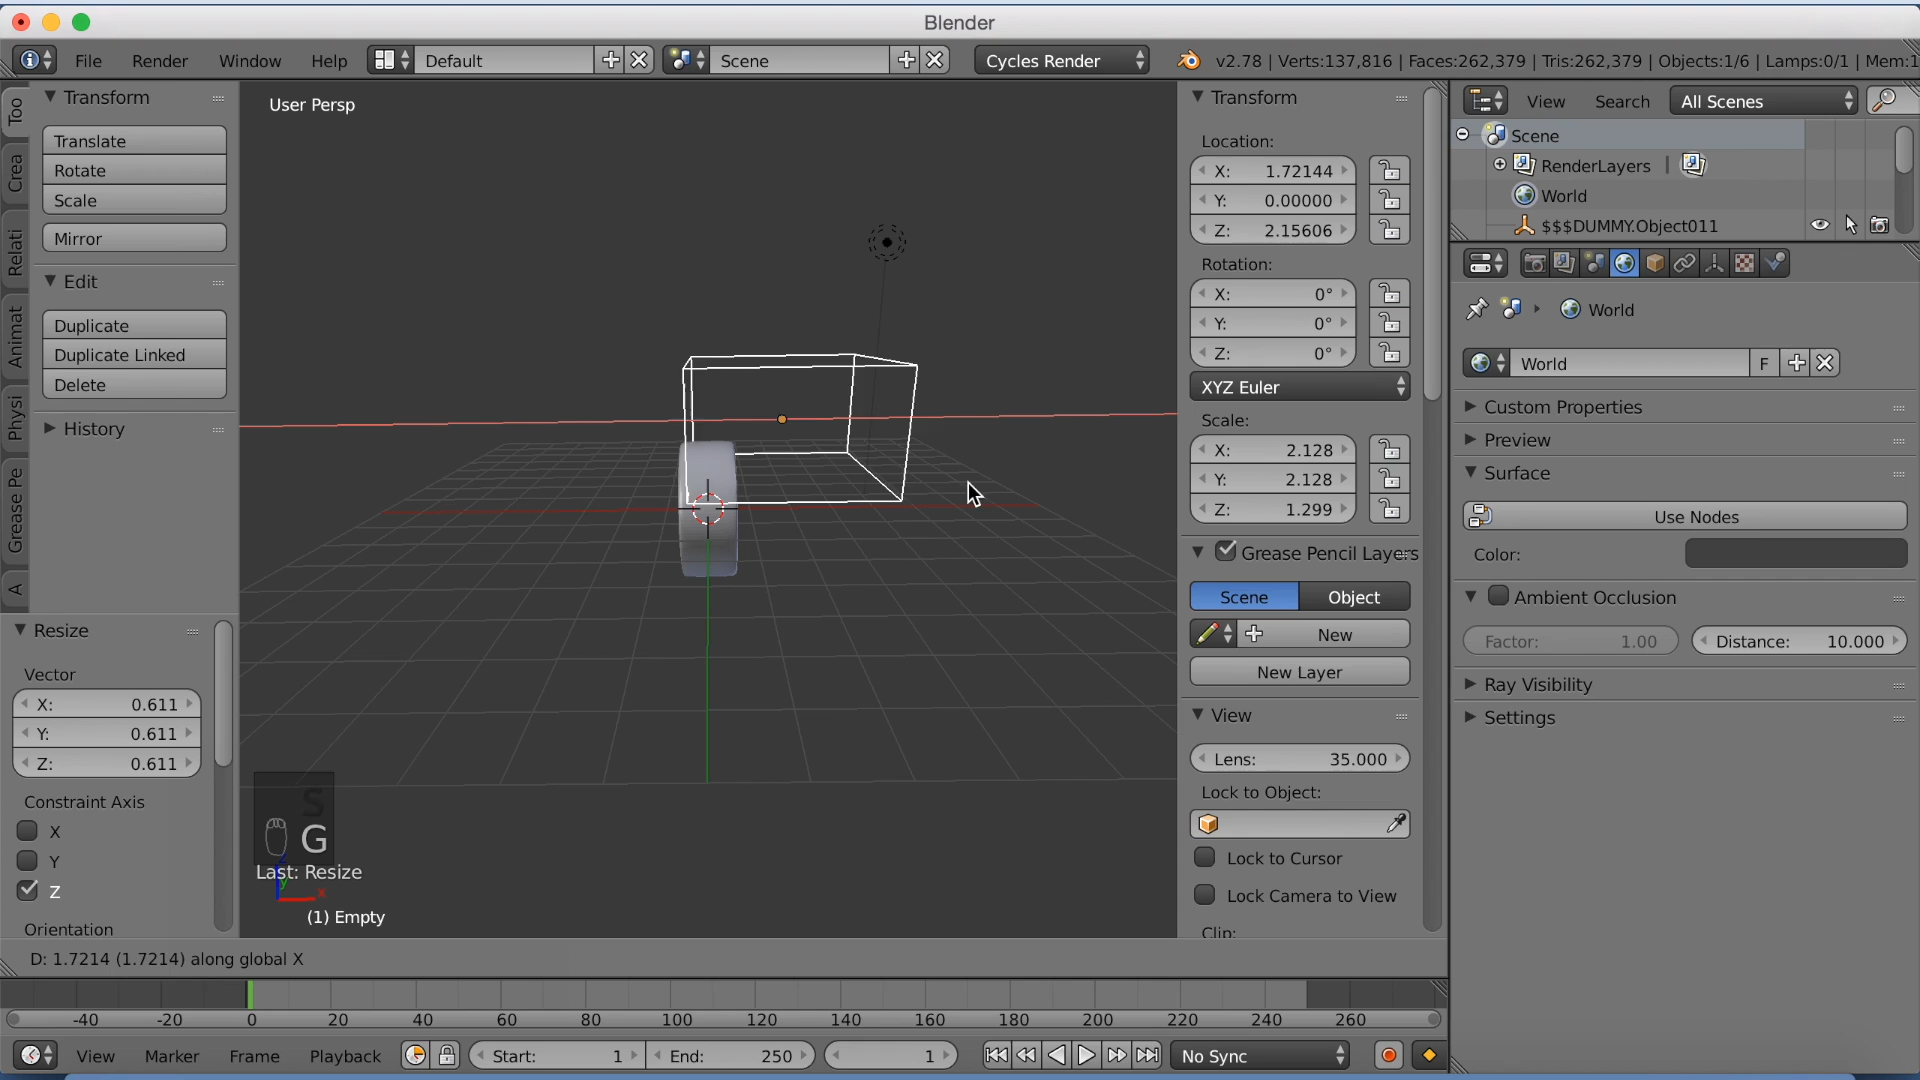 Blender
File Render Window Help Default Scene Cycles Render v2.78 | Verts:137,816 | Faces:262,379 | Tris:262,379 | Objects:1/6 | Lamps:0/1 | Mem:1
Too
Crea
Relati
Animat
Physi
Grease Pe
A
Transform
Translate
Rotate
Scale
Mirror
Edit
Duplicate
Duplicate Linked
Delete
History
Resize
Vector
X: 0.611
Y: 0.611
Z: 0.611
Constraint Axis
X
Y
Z
Orientation
User Persp
S
G
Last: Resize
y
x
(1) Empty
D: 1.7214 (1.7214) along global X
Transform
Location:
X: 1.72144
Y: 0.00000
Z: 2.15606
Rotation:
X: 0°
Y: 0°
Z: 0°
XYZ Euler
Scale:
X: 2.128
Y: 2.128
Z: 1.299
Grease Pencil Layers
Scene Object
New
New Layer
View
Lens: 35.000
Lock to Object:
Lock to Cursor
Lock Camera to View
Clip:
View Search All Scenes
Scene
RenderLayers |
World
$$$DUMMY.Object011
World
World F
Custom Properties
Preview
Surface
Use Nodes
Color:
Ambient Occlusion
Factor: 1.00 Distance: 10.000
Ray Visibility
Settings
-40 -20 0 20 40 60 80 100 120 140 160 180 200 220 240 260
View Marker Frame Playback Start: 1 End: 250 1 No Sync